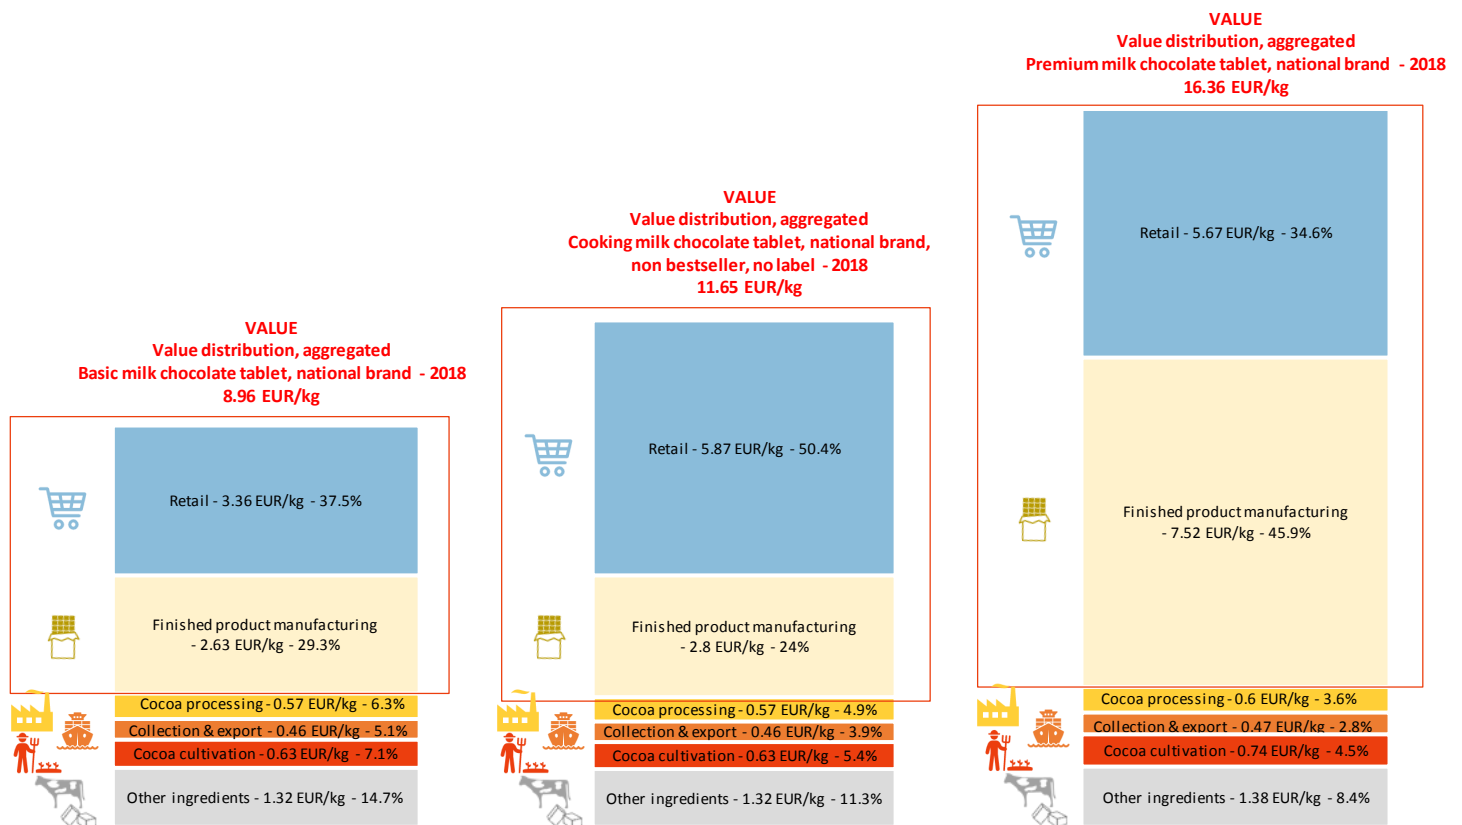 VALUE
Value distribution, aggregated
Basic milk chocolate tablet, national brand - 2018
8.96 EUR/kg
Retail - 3.36 EUR/kg - 37.5%
Finished product manufacturing
- 2.63 EUR/kg - 29.3%
Cocoa processing - 0.57 EUR/kg - 6.3%
Collection & export - 0.46 EUR/kg - 5.1%
Cocoa cultivation - 0.63 EUR/kg - 7.1%
Other ingredients - 1.32 EUR/kg - 14.7%
VALUE
Value distribution, aggregated
Cooking milk chocolate tablet, national brand,
non bestseller, no label - 2018
11.65 EUR/kg
Retail - 5.87 EUR/kg - 50.4%
Finished product manufacturing
- 2.8 EUR/kg - 24%
Cocoa processing - 0.57 EUR/kg - 4.9%
Collection & export - 0.46 EUR/kg - 3.9%
Cocoa cultivation - 0.63 EUR/kg - 5.4%
Other ingredients - 1.32 EUR/kg - 11.3%
VALUE
Value distribution, aggregated
Premium milk chocolate tablet, national brand - 2018
16.36 EUR/kg
Retail - 5.67 EUR/kg - 34.6%
Finished product manufacturing
- 7.52 EUR/kg - 45.9%
Cocoa processing - 0.6 EUR/kg - 3.6%
Collection & export - 0.47 EUR/kg - 2.8%
Cocoa cultivation - 0.74 EUR/kg - 4.5%
Other ingredients - 1.38 EUR/kg - 8.4%